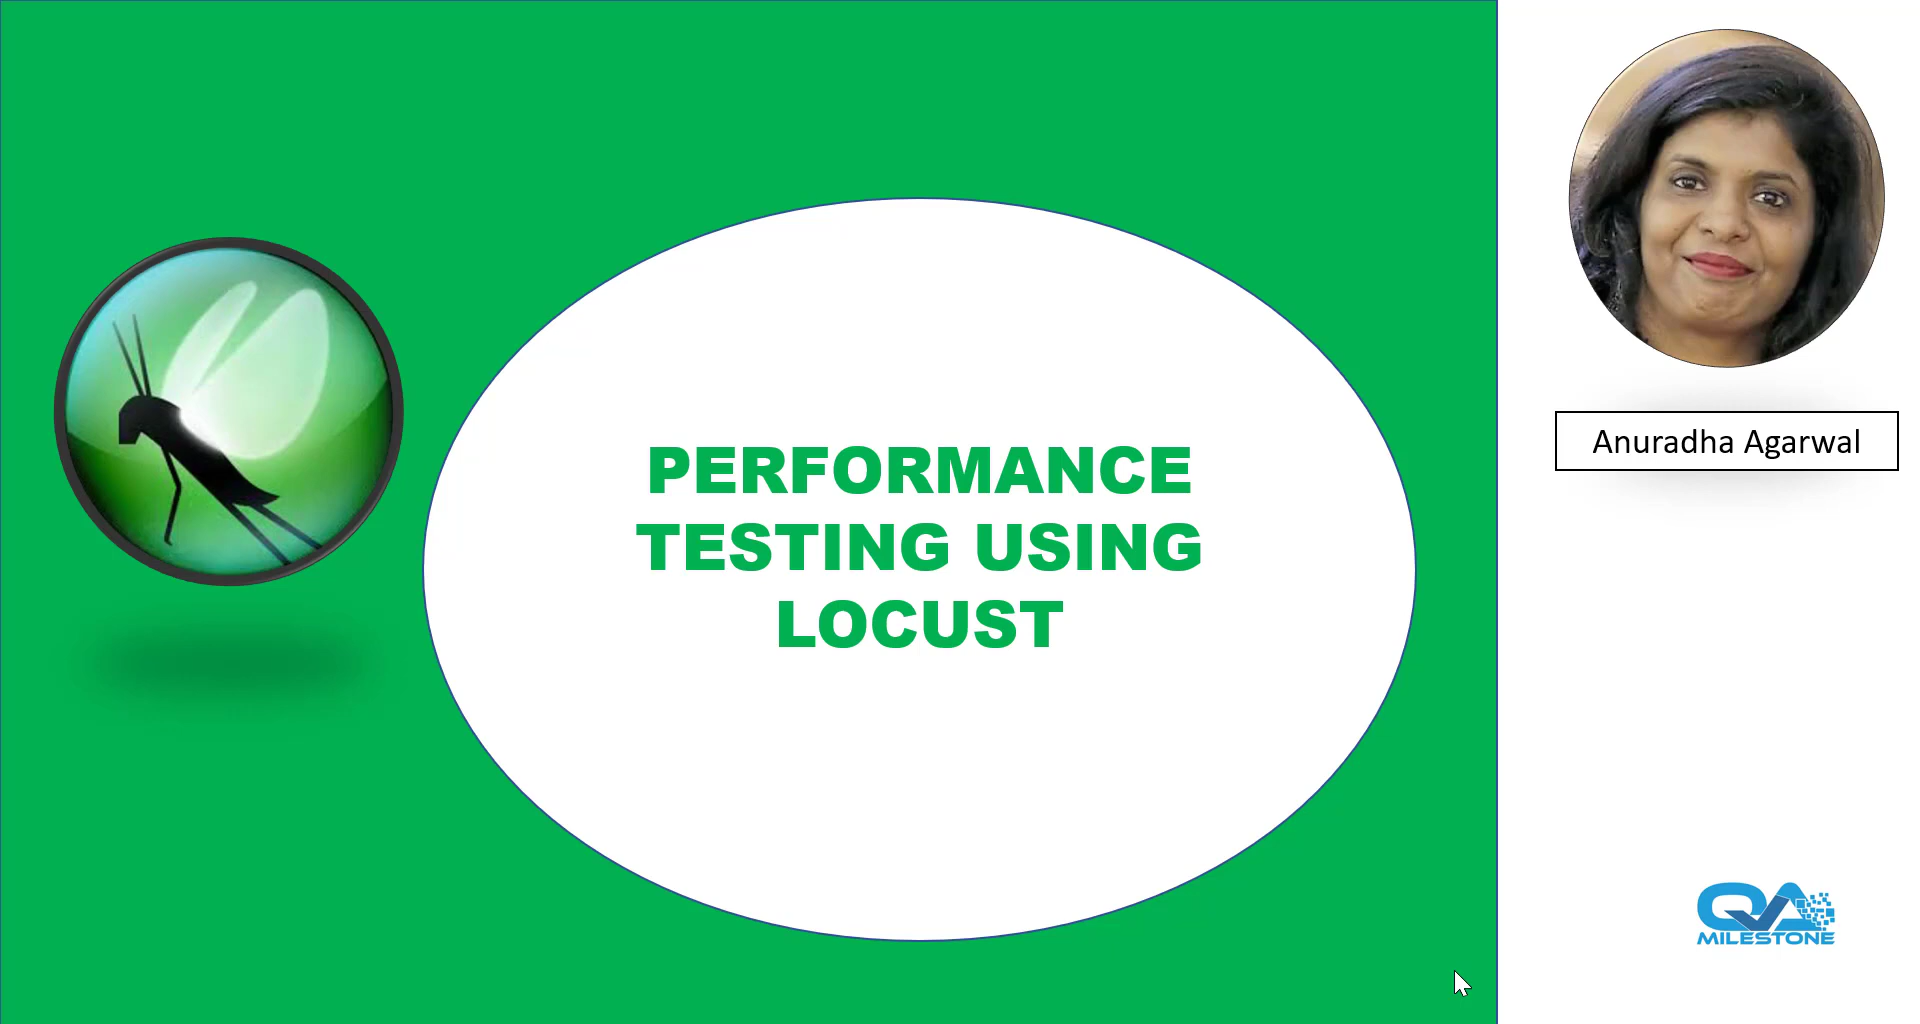 PERFORMANCE
TESTING USING
LOCUST
Anuradha Agarwal
QA
MILESTONE